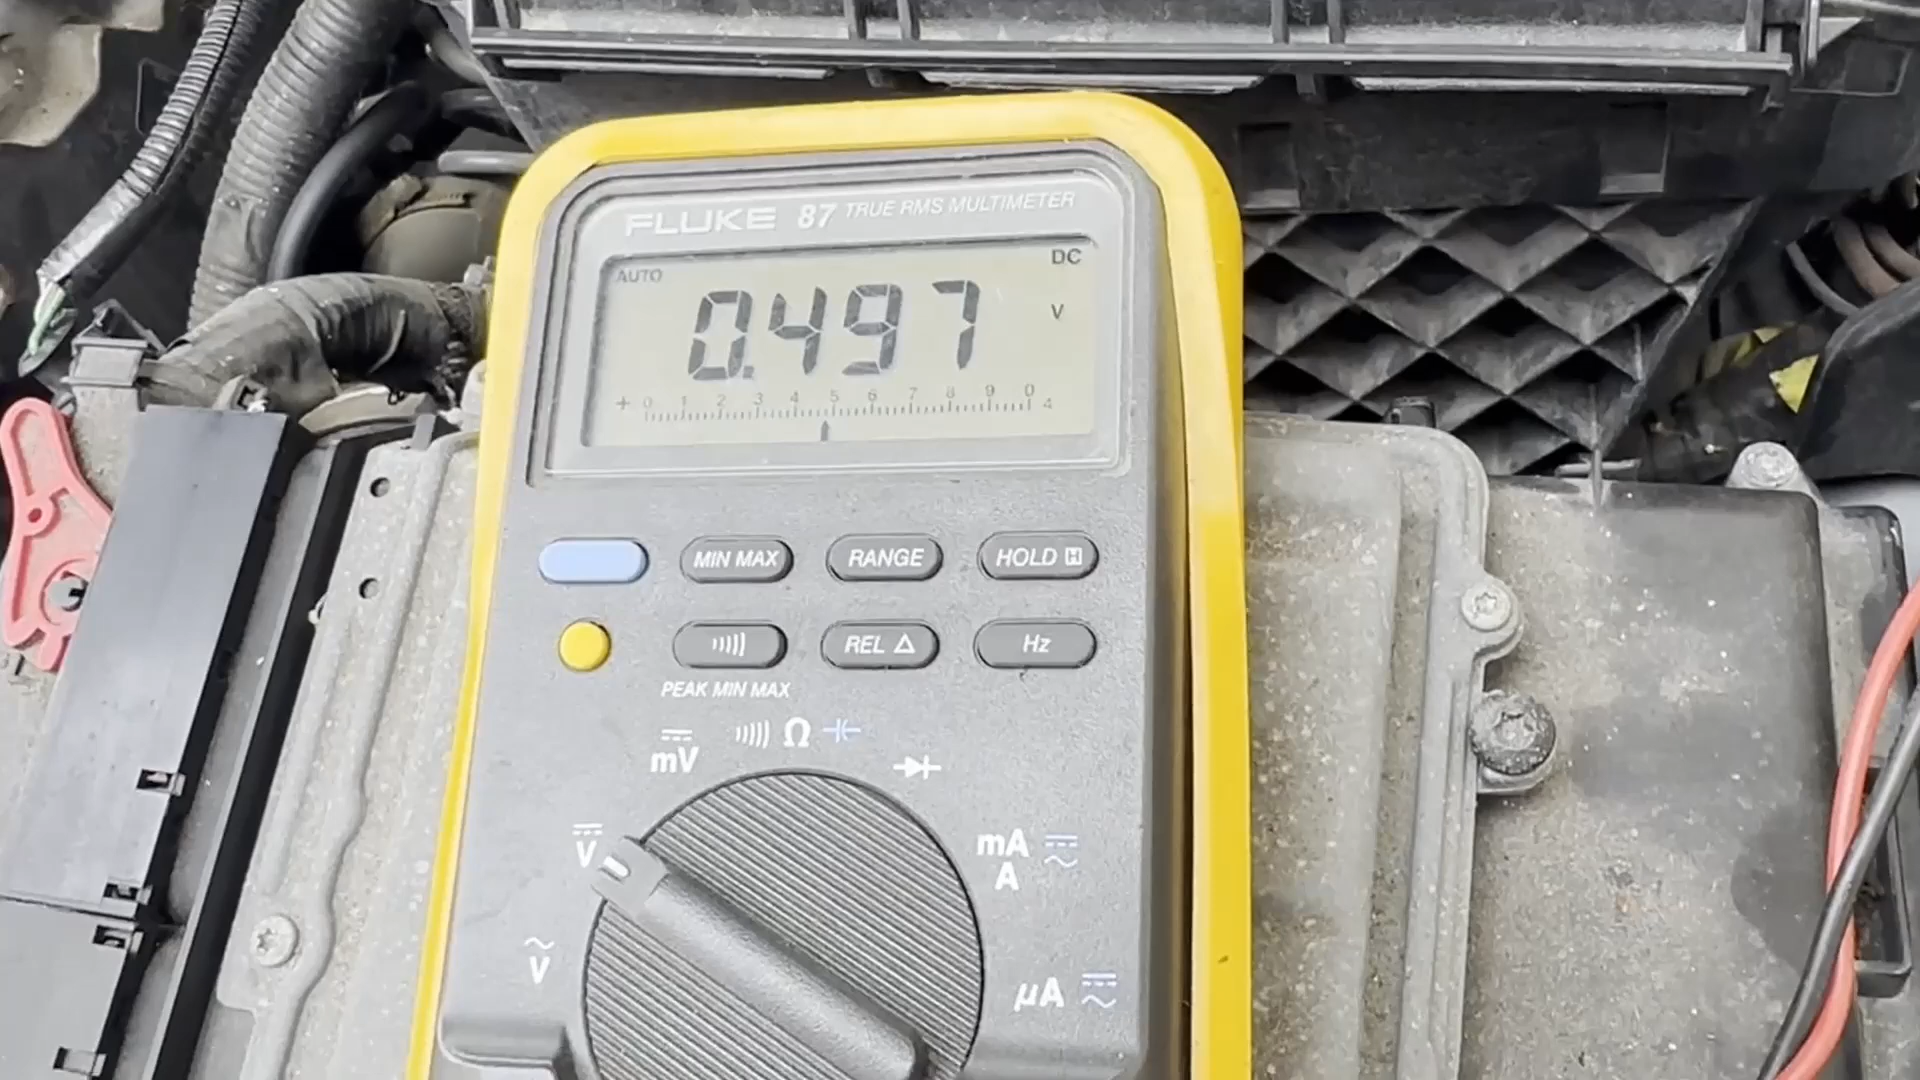 FLUKE 87 TRUE RMS MULTIMETER
AUTO DC
0.497 V
+ 0 1 2 3 4 5 6 7 8 9 0 4
MIN MAX RANGE HOLD H
REL △ Hz
PEAK MIN MAX
mV Ω
V mA
A
V µA